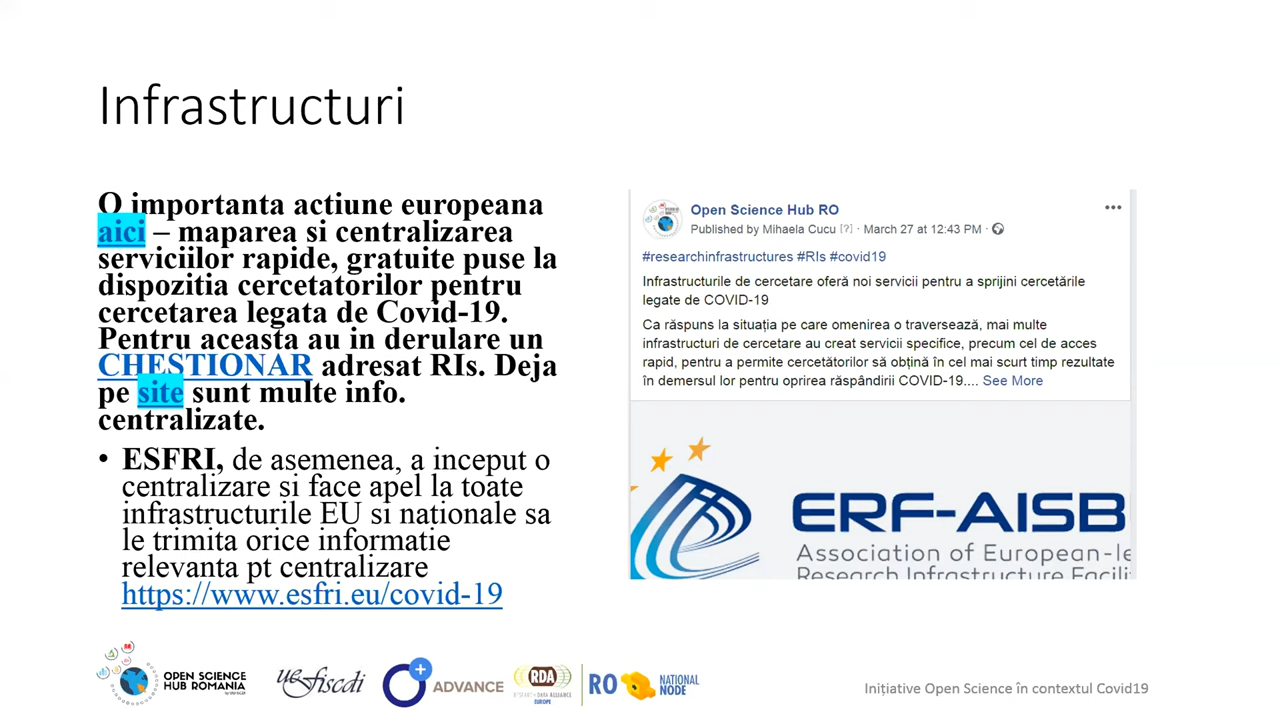 Infrastructuri
O importanta actiune europeana
aici – maparea si centralizarea
serviciilor rapide, gratuite puse la
dispozitia cercetatorilor pentru
cercetarea legata de Covid-19.
Pentru aceasta au in derulare un
CHESTIONAR adresat RIs. Deja
pe site sunt multe info.
centralizate.
• ESFRI, de asemenea, a inceput o
centralizare si face apel la toate
infrastructurile EU si nationale sa
le trimita orice informatie
relevanta pt centralizare
https://www.esfri.eu/covid-19
Open Science Hub RO
Published by Mihaela Cucu [?] · March 27 at 12:43 PM ·
#researchinfrastructures #RIs #covid19
Infrastructurile de cercetare oferă noi servicii pentru a sprijini cercetările
legate de COVID-19
Ca răspuns la situația pe care omenirea o traversează, mai multe
infrastructuri de cercetare au creat servicii specifice, precum cel de acces
rapid, pentru a permite cercetătorilor să obțină în cel mai scurt timp rezultate
în demersul lor pentru oprirea răspândirii COVID-19.... See More
ERF-AISB
Association of European-le
Research Infrastructure Facili
OPEN SCIENCE
HUB ROMANIA
uefiscdi
ADVANCE
RDA
RESEARCH DATA ALLIANCE
EUROPE
RO
NATIONAL
NODE
Inițiative Open Science în contextul Covid19